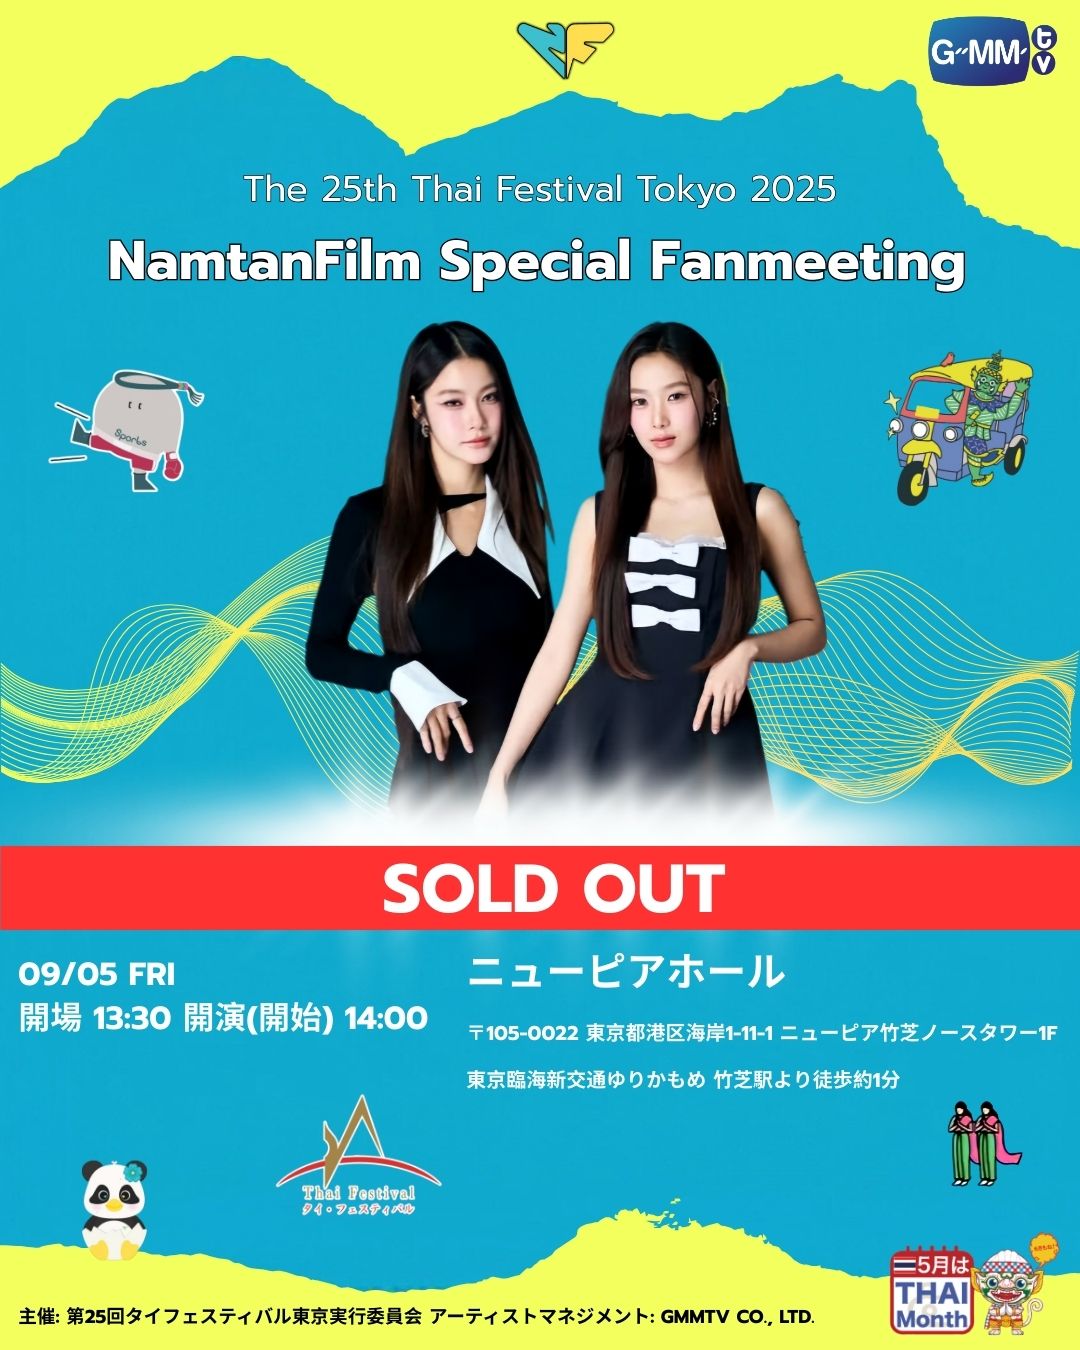 NF
GMM
tv
The 25th Thai Festival Tokyo 2025
NamtanFilm Special Fanmeeting
Sports
SOLD OUT
09/05 FRI
開場 13:30 開演(開始) 14:00
ニューピアホール
〒105-0022 東京都港区海岸1-11-1 ニューピア竹芝ノースタワー1F
東京臨海新交通ゆりかもめ 竹芝駅より徒歩約1分
Thai Festival
タイ・フェスティバル
5月は
THAI
Month
主催: 第25回タイフェスティバル東京実行委員会 アーティストマネジメント: GMMTV CO., LTD.